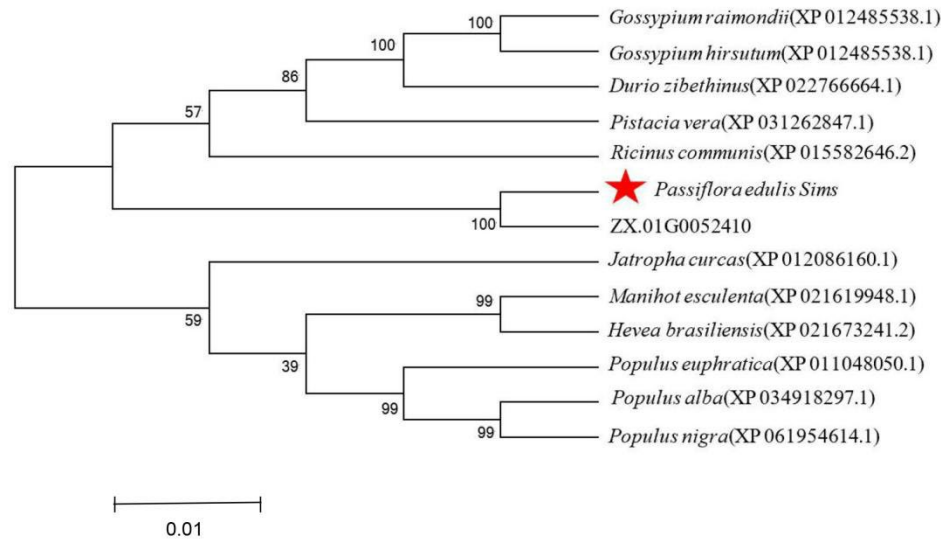 Gossypium raimondii(XP 012485538.1)
100
Gossypium hirsutum(XP 012485538.1)
100
Durio zibethinus(XP 022766664.1)
86
Pistacia vera(XP 031262847.1)
57
Ricinus communis(XP 015582646.2)
Passiflora edulis Sims
100
ZX.01G0052410
Jatropha curcas(XP 012086160.1)
59
Manihot esculenta(XP 021619948.1)
99
Hevea brasiliensis(XP 021673241.2)
39
Populus euphratica(XP 011048050.1)
99
Populus alba(XP 034918297.1)
99
Populus nigra(XP 061954614.1)
0.01